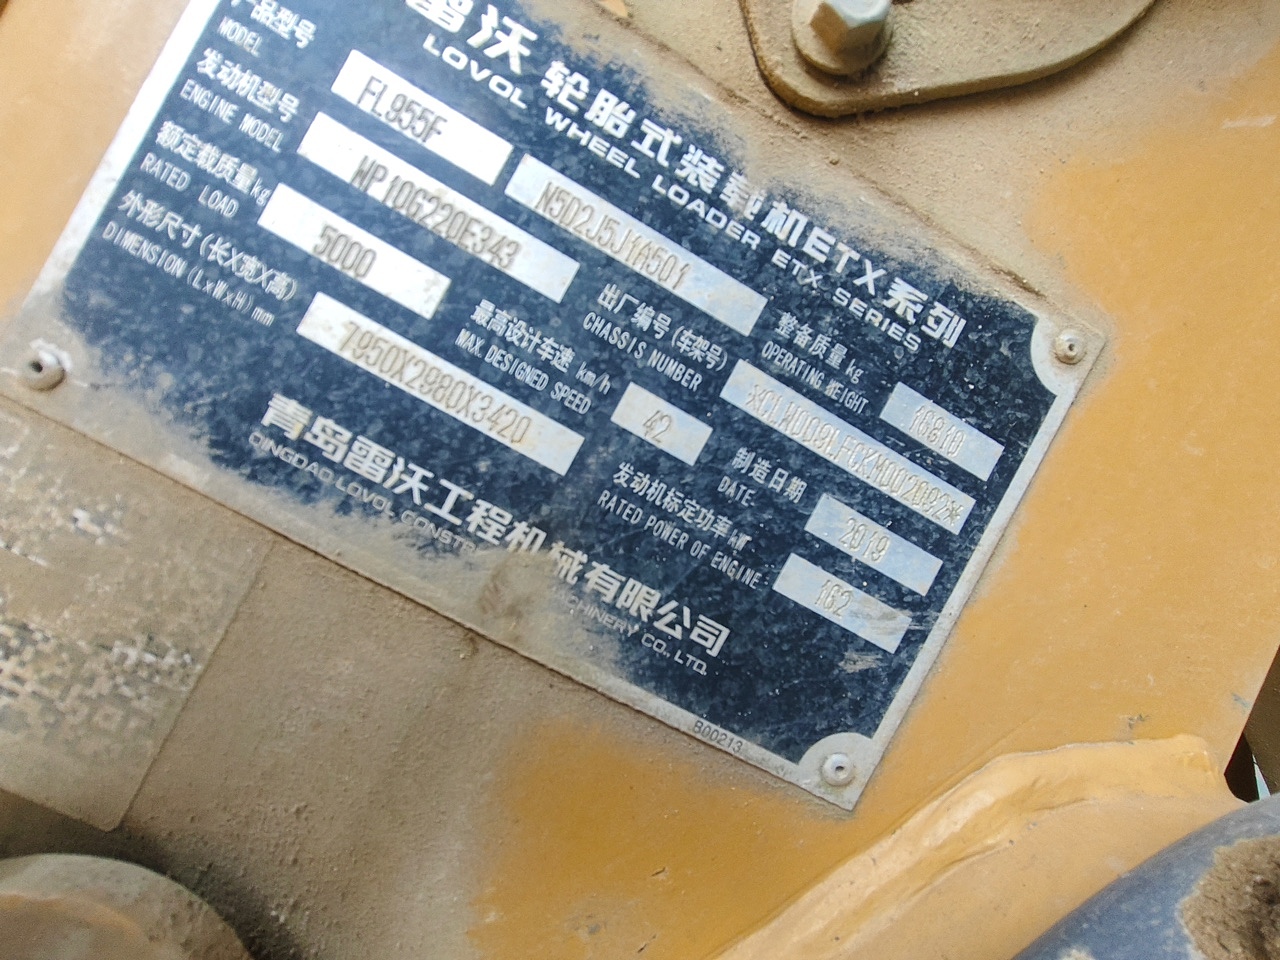 雷沃 轮胎式装载机ETX系列
LOVOL WHEEL LOADER ETX SERIES
产品型号
MODEL
FL955F
N5D2J5J1A501
整备质量 kg
OPERATING WEIGHT
16810
发动机型号
ENGINE MODEL
WP10G220E343
出厂编号(车架号)
CHASSIS NUMBER
额定载质量kg
RATED LOAD
5000
最高设计车速 km/h
MAX. DESIGNED SPEED
42
制造日期
DATE
2019
外形尺寸(长X宽X高)
DIMENSION (LxWxH) mm
7950X2980X3420
发动机标定功率kW
RATED POWER OF ENGINE
162
青岛雷沃工程机械有限公司
QINGDAO LOVOL CO., LTD.
B00213